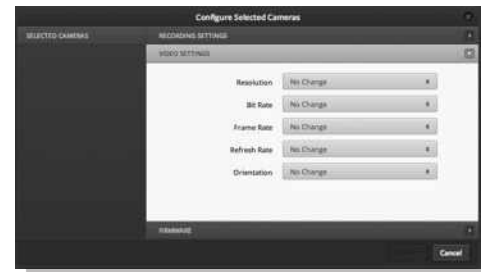 Configure Selected Cameras
SELECTED CAMERAS
RECORDING SETTINGS
VIDEO SETTINGS
Resolution No Change
Bit Rate No Change
Frame Rate No Change
Refresh Rate No Change
Orientation No Change
FIRMWARE
Cancel